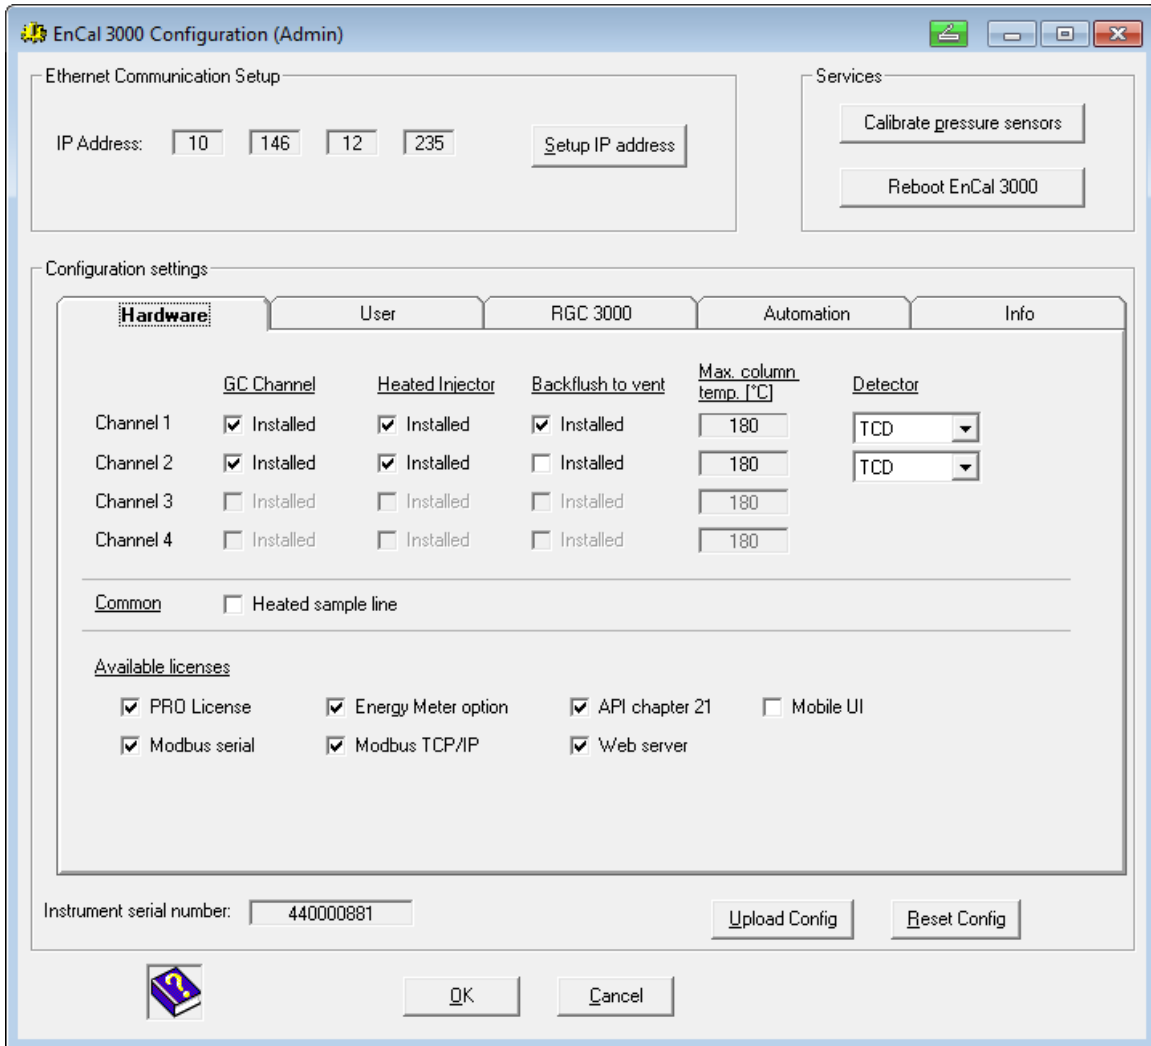 EnCal 3000 Configuration (Admin)
Ethernet Communication Setup
IP Address: 10 146 12 235 Setup IP address
Services
Calibrate pressure sensors
Reboot EnCal 3000
Configuration settings
Hardware User RGC 3000 Automation Info
GC Channel Heated Injector Backflush to vent Max. column temp. [°C] Detector
Channel 1 Installed Installed Installed 180 TCD
Channel 2 Installed Installed Installed 180 TCD
Channel 3 Installed Installed Installed 180
Channel 4 Installed Installed Installed 180
Common Heated sample line
Available licenses
PRO License Energy Meter option API chapter 21 Mobile UI
Modbus serial Modbus TCP/IP Web server
Instrument serial number: 440000881 Upload Config Reset Config
? OK Cancel